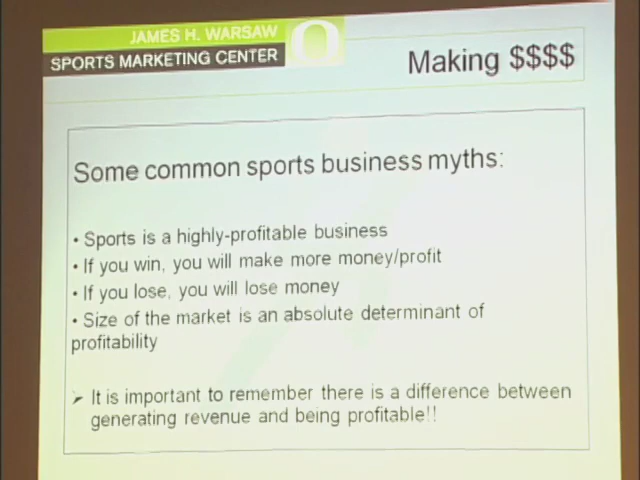 JAMES H. WARSAW
SPORTS MARKETING CENTER
O
Making $$$$
Some common sports business myths:
• Sports is a highly-profitable business
• If you win, you will make more money/profit
• If you lose, you will lose money
• Size of the market is an absolute determinant of
profitability
➤ It is important to remember there is a difference between
generating revenue and being profitable!!